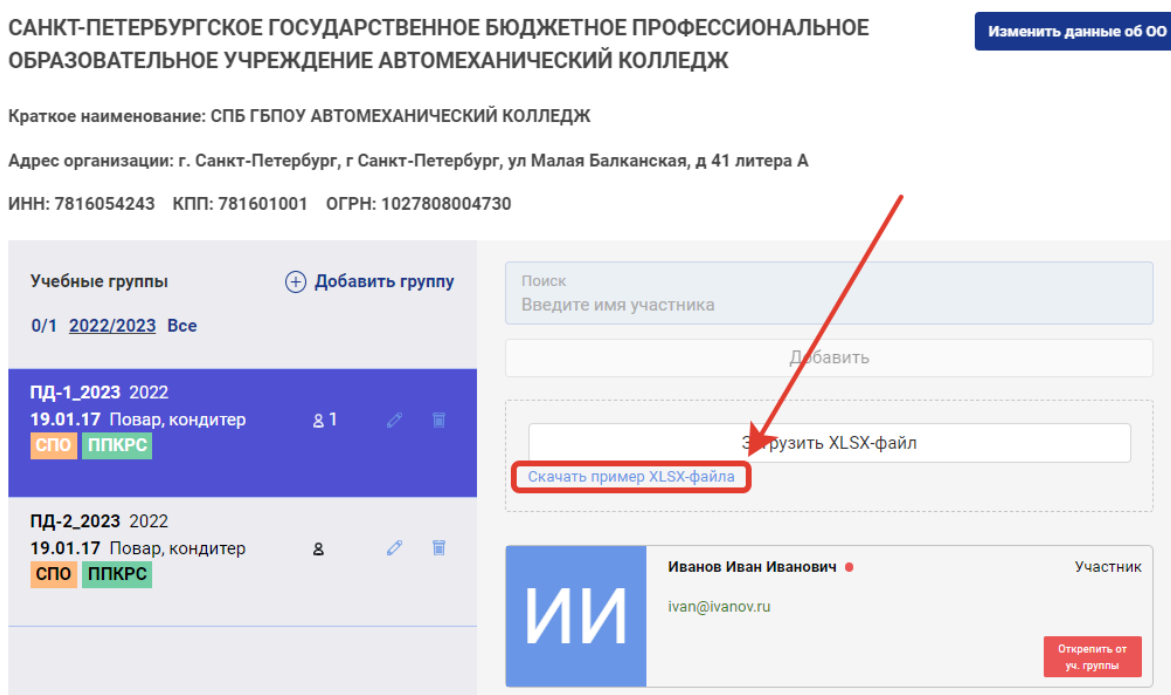 САНКТ-ПЕТЕРБУРГСКОЕ ГОСУДАРСТВЕННОЕ БЮДЖЕТНОЕ ПРОФЕССИОНАЛЬНОЕ
ОБРАЗОВАТЕЛЬНОЕ УЧРЕЖДЕНИЕ АВТОМЕХАНИЧЕСКИЙ КОЛЛЕДЖ
Изменить данные об ОО
Краткое наименование: СПБ ГБПОУ АВТОМЕХАНИЧЕСКИЙ КОЛЛЕДЖ
Адрес организации: г. Санкт-Петербург, г Санкт-Петербург, ул Малая Балканская, д 41 литера А
ИНН: 7816054243 КПП: 781601001 ОГРН: 1027808004730
Учебные группы
Добавить группу
0/1 2022/2023 Все
ПД-1_2023 2022
19.01.17 Повар, кондитер 1
СПО ППКРС
ПД-2_2023 2022
19.01.17 Повар, кондитер
СПО ППКРС
Поиск
Введите имя участника
Добавить
Загрузить XLSX-файл
Скачать пример XLSX-файла
ИИ
Иванов Иван Иванович
Участник
ivan@ivanov.ru
Открепить от
уч. группы